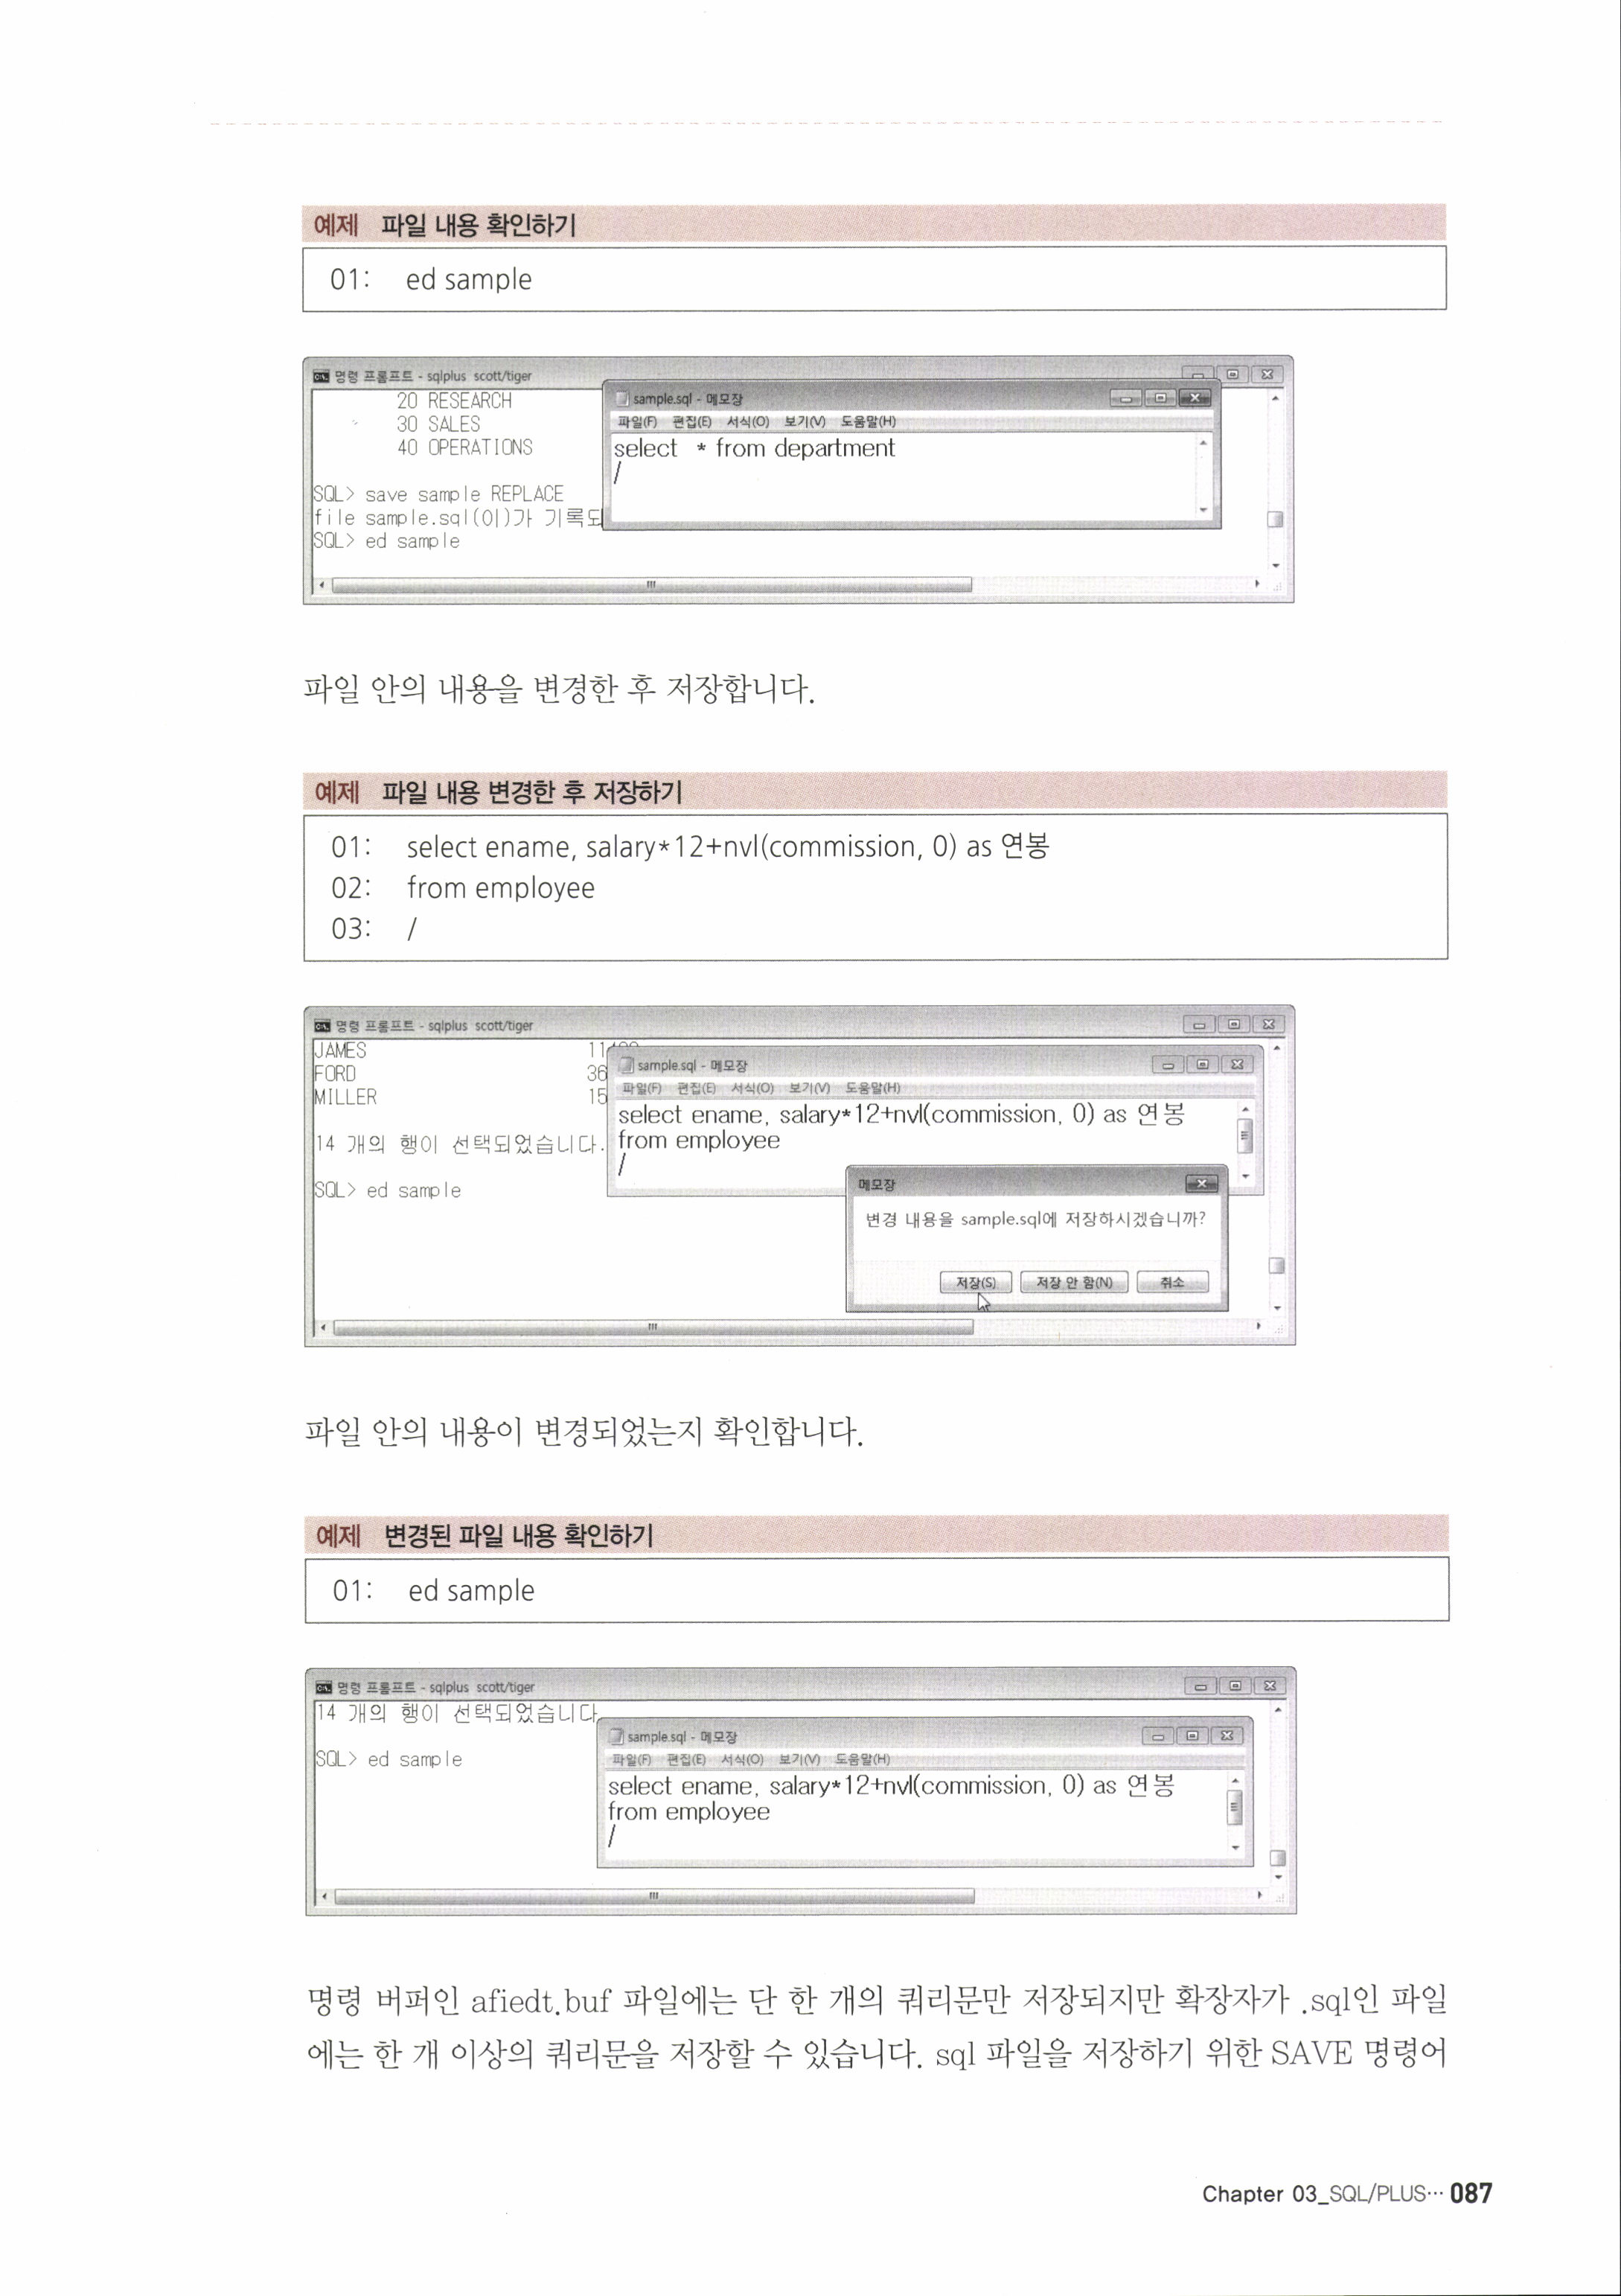 예제 파일 내용 확인하기
01: ed sample
명령 프롬프트 - sqlplus scott/tiger
20 RESEARCH
30 SALES
40 OPERATIONS
SQL> save sample REPLACE
file sample.sql(이)가 기록되
SQL> ed sample
sample.sql - 메모장
파일(F) 편집(E) 서식(O) 보기(V) 도움말(H)
select * from department
/
파일 안의 내용을 변경한 후 저장합니다.
예제 파일 내용 변경한 후 저장하기
01: select ename, salary*12+nvl(commission, 0) as 연봉
02: from employee
03: /
명령 프롬프트 - sqlplus scott/tiger
JAMES
FORD 36
MILLER 15
14 개의 행이 선택되었습니다.
SQL> ed sample
sample.sql - 메모장
파일(F) 편집(E) 서식(O) 보기(V) 도움말(H)
select ename, salary*12+nvl(commission, 0) as 연봉
from employee
/
메모장
변경 내용을 sample.sql에 저장하시겠습니까?
저장(S) 저장 안 함(N) 취소
파일 안의 내용이 변경되었는지 확인합니다.
예제 변경된 파일 내용 확인하기
01: ed sample
명령 프롬프트 - sqlplus scott/tiger
14 개의 행이 선택되었습니다
SQL> ed sample
sample.sql - 메모장
파일(F) 편집(E) 서식(O) 보기(V) 도움말(H)
select ename, salary*12+nvl(commission, 0) as 연봉
from employee
/
명령 버퍼인 afiedt.buf 파일에는 단 한 개의 쿼리문만 저장되지만 확장자가 .sql인 파일
에는 한 개 이상의 쿼리문을 저장할 수 있습니다. sql 파일을 저장하기 위한 SAVE 명령어
Chapter 03_SQL/PLUS… 087